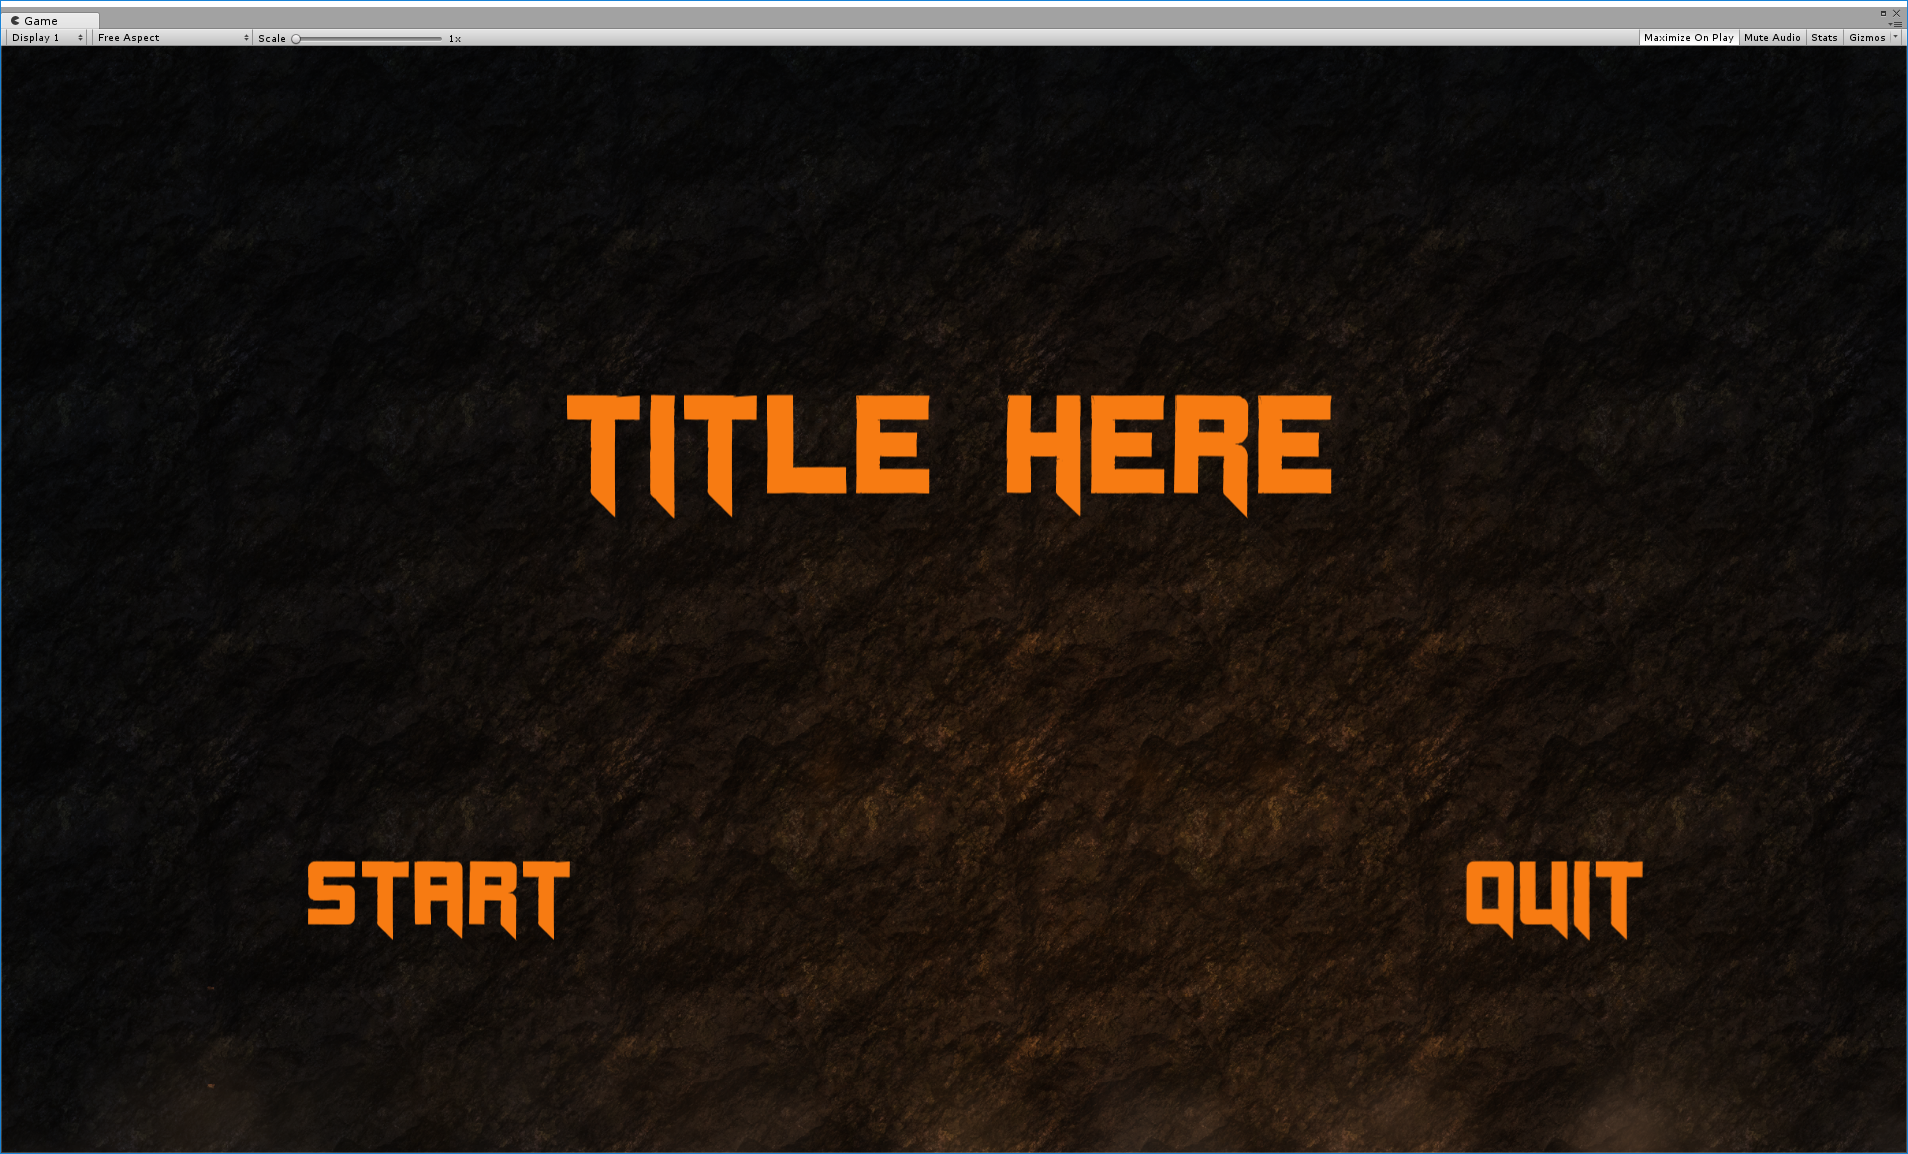 Game
Display 1 Free Aspect Scale 1x Maximize On Play Mute Audio Stats Gizmos
TITLE HERE
START QUIT